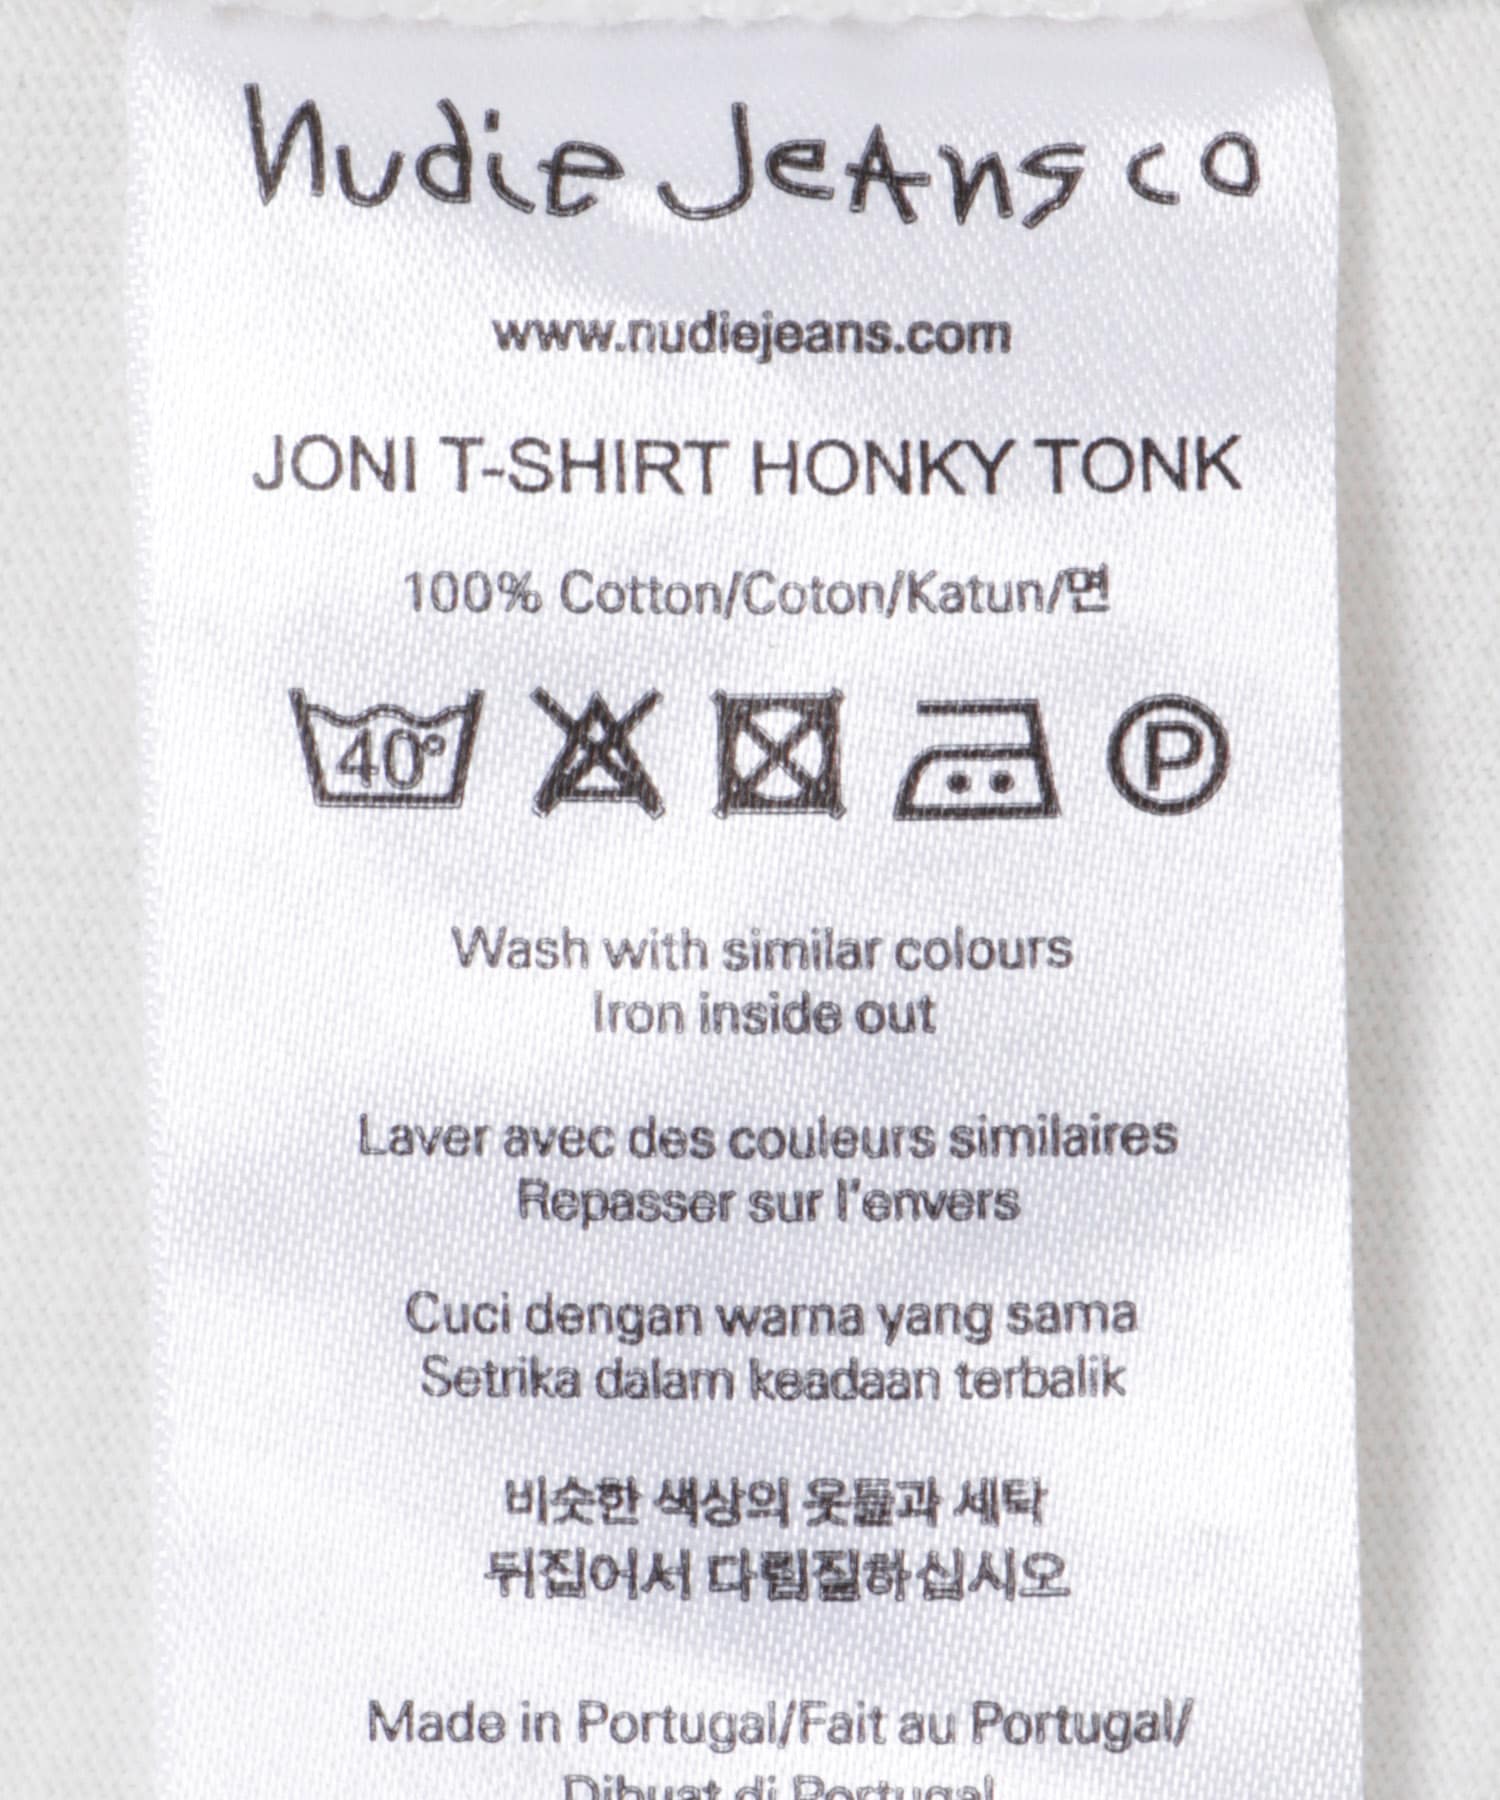 nudie Jeans co
www.nudiejeans.com
JONI T-SHIRT HONKY TONK
100% Cotton/Coton/Katun/면
40°
P
Wash with similar colours
Iron inside out
Laver avec des couleurs similaires
Repasser sur l'envers
Cuci dengan warna yang sama
Setrika dalam keadaan terbalik
비슷한 색상의 옷들과 세탁
뒤집어서 다림질하십시오
Made in Portugal/Fait au Portugal/
Dibuat di Portugal